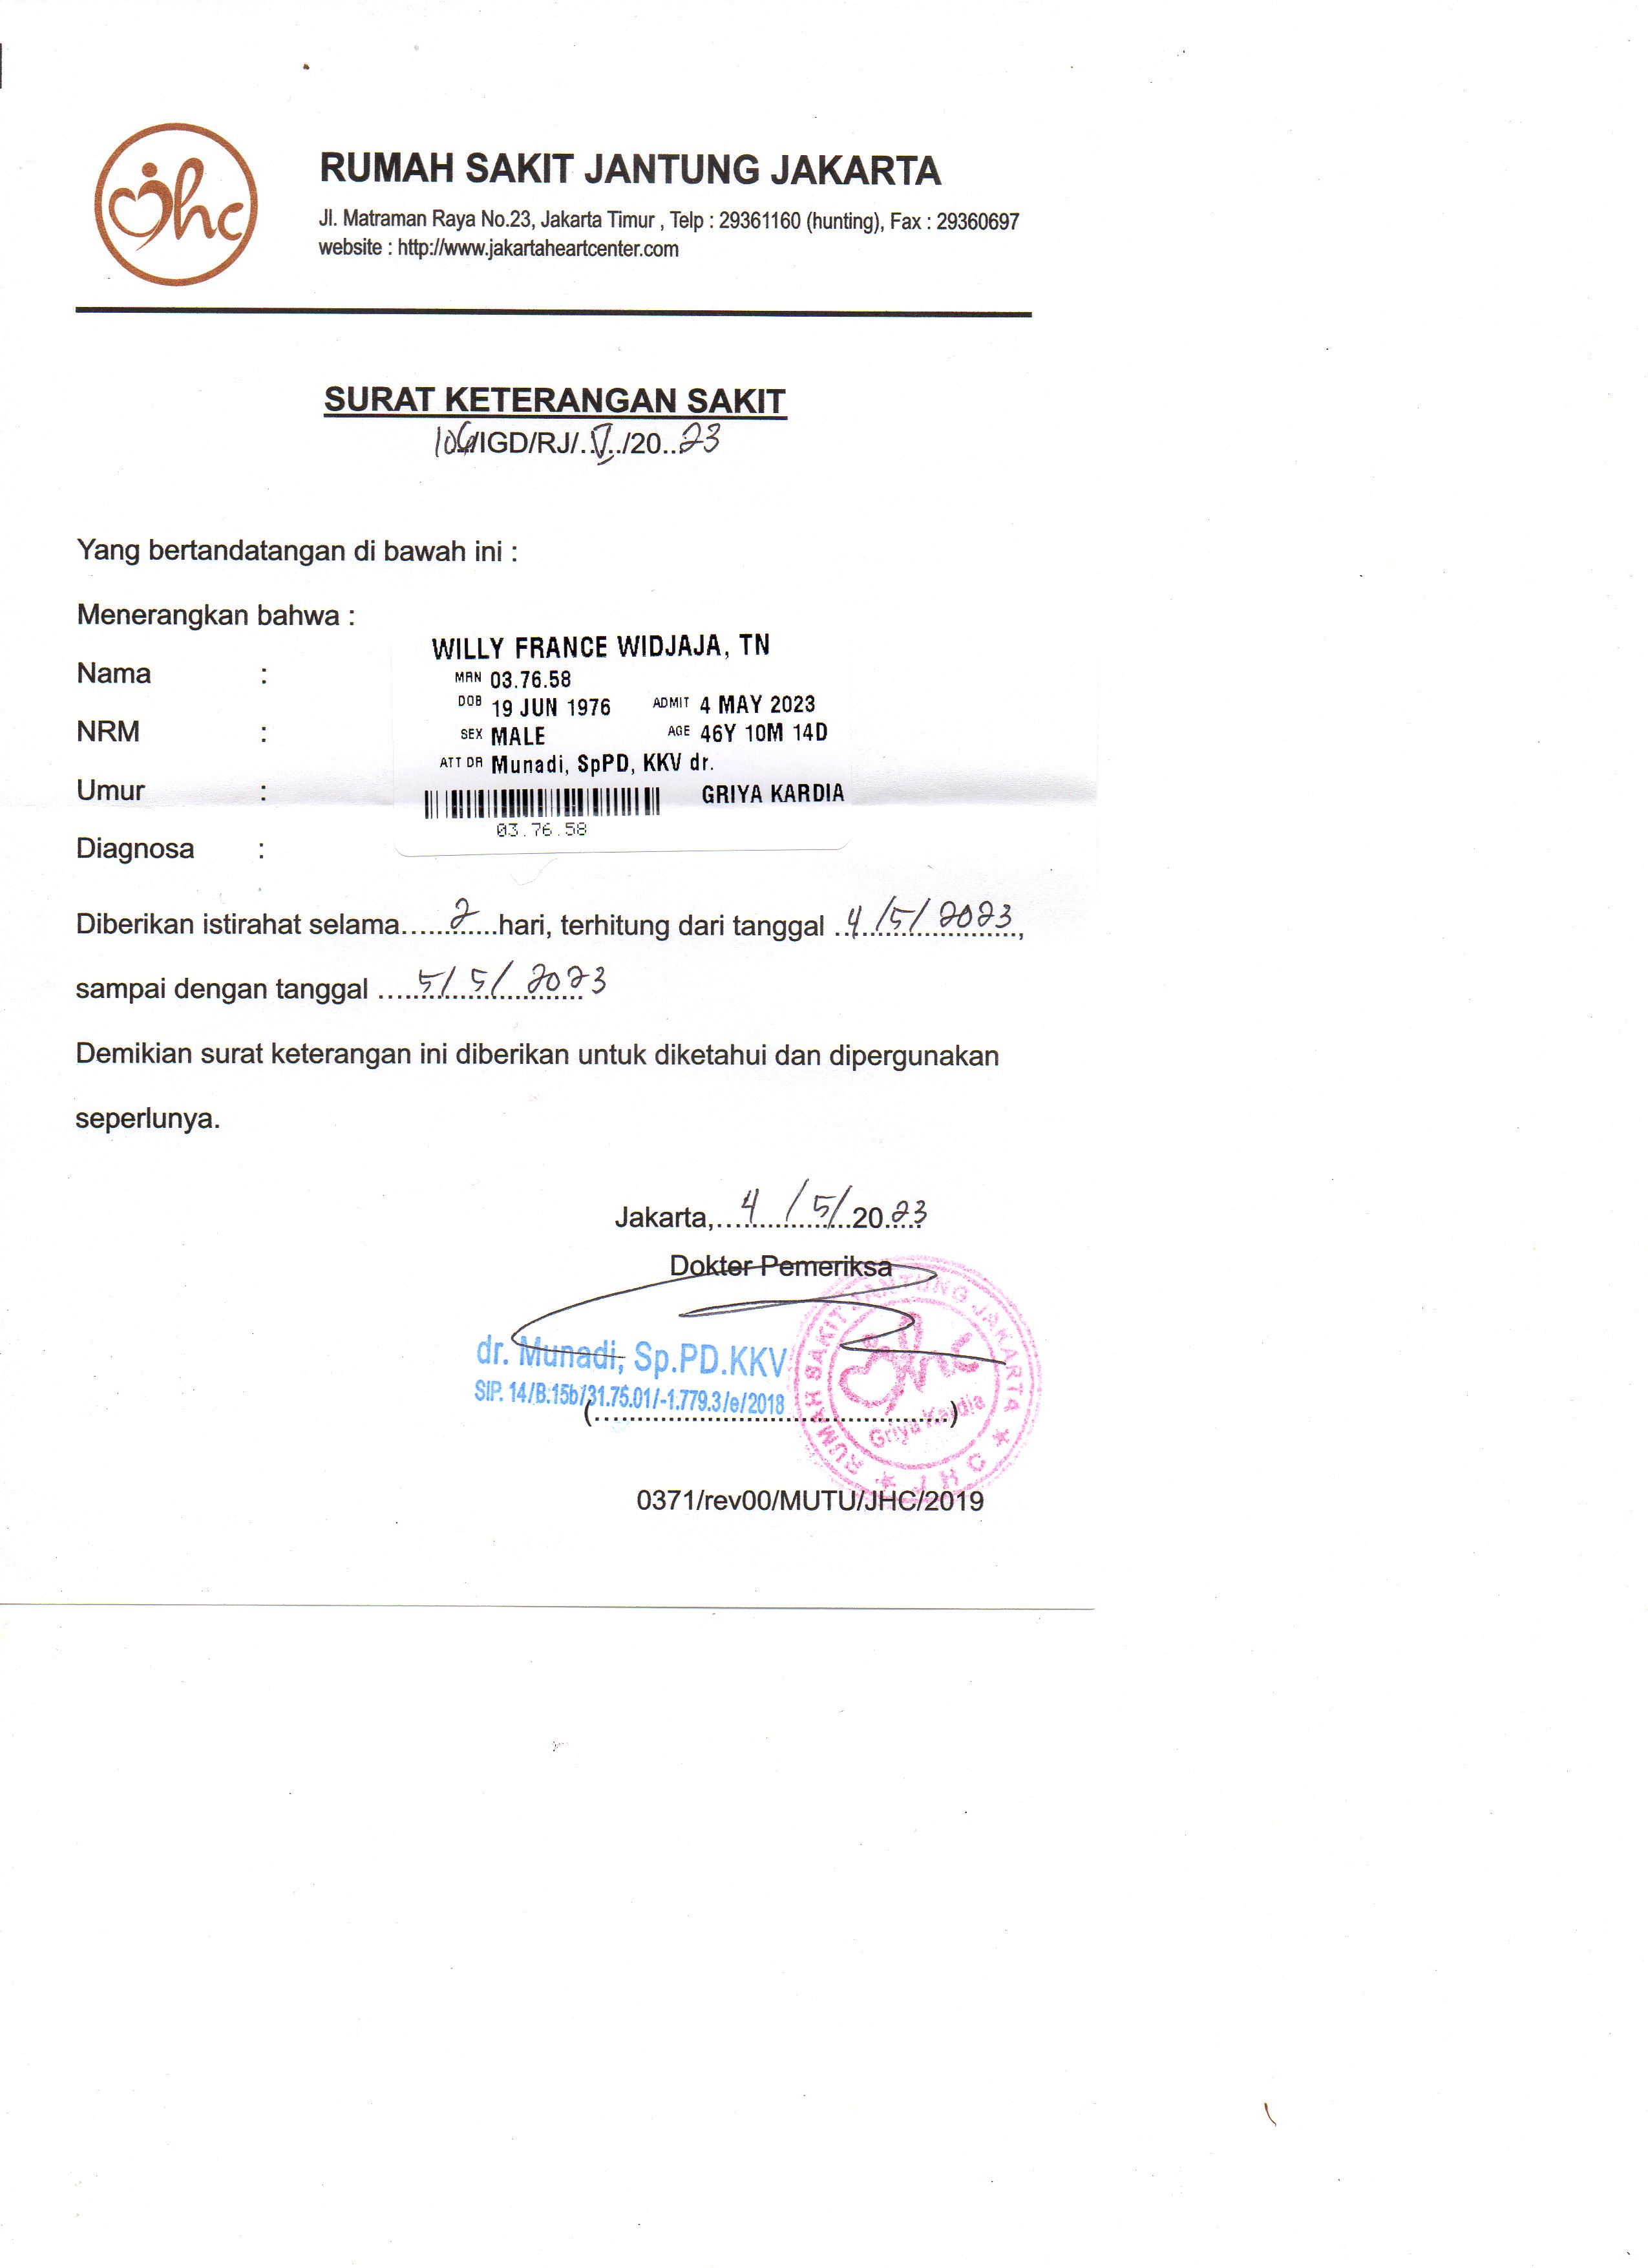 jhc
RUMAH SAKIT JANTUNG JAKARTA
Jl. Matraman Raya No.23, Jakarta Timur , Telp : 29361160 (hunting), Fax : 29360697
website : http://www.jakartaheartcenter.com
SURAT KETERANGAN SAKIT
/IGD/RJ/..V../20..23
Yang bertandatangan di bawah ini :
Menerangkan bahwa :
WILLY FRANCE WIDJAJA, TN
Nama :
MRN 03.76.58
DOB 19 JUN 1976 ADMIT 4 MAY 2023
NRM :
SEX MALE AGE 46Y 10M 14D
ATT DR Munadi, SpPD, KKV dr.
Umur :
GRIYA KARDIA
03.76.58
Diagnosa :
Diberikan istirahat selama......2....hari, terhitung dari tanggal ..4/5/2023..,
sampai dengan tanggal ....5/5/2023
Demikian surat keterangan ini diberikan untuk diketahui dan dipergunakan
seperlunya.
Jakarta,...4/5/..2023
Dokter Pemeriksa
dr. Munadi, Sp.PD.KKV
SIP. 14/B.15b/31.75.01/-1.779.3/e/2018
(........................................)
RUMAH SAKIT JANTUNG JAKARTA
jhc
Griya Kardia
★ J H C ★
0371/rev00/MUTU/JHC/2019